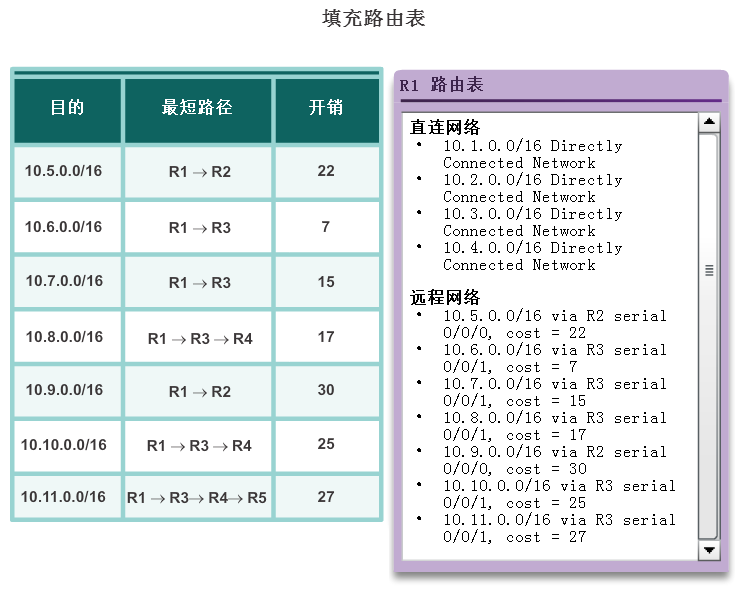 填充路由表
目的 最短路径 开销
10.5.0.0/16 R1 → R2 22
10.6.0.0/16 R1 → R3 7
10.7.0.0/16 R1 → R3 15
10.8.0.0/16 R1 → R3 → R4 17
10.9.0.0/16 R1 → R2 30
10.10.0.0/16 R1 → R3 → R4 25
10.11.0.0/16 R1 → R3→ R4→ R5 27
R1 路由表
直连网络
• 10.1.0.0/16 Directly
Connected Network
• 10.2.0.0/16 Directly
Connected Network
• 10.3.0.0/16 Directly
Connected Network
• 10.4.0.0/16 Directly
Connected Network
远程网络
• 10.5.0.0/16 via R2 serial
0/0/0, cost = 22
• 10.6.0.0/16 via R3 serial
0/0/1, cost = 7
• 10.7.0.0/16 via R3 serial
0/0/1, cost = 15
• 10.8.0.0/16 via R3 serial
0/0/1, cost = 17
• 10.9.0.0/16 via R2 serial
0/0/0, cost = 30
• 10.10.0.0/16 via R3 serial
0/0/1, cost = 25
• 10.11.0.0/16 via R3 serial
0/0/1, cost = 27